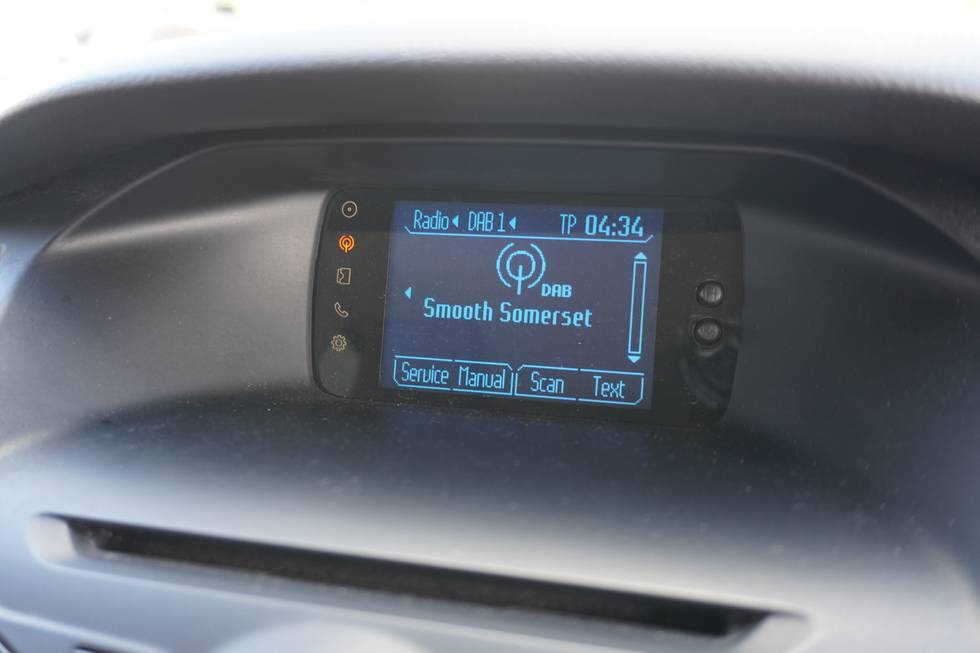 Radio DAB 1 TP 04:34
DAB
Smooth Somerset
Service Manual Scan Text